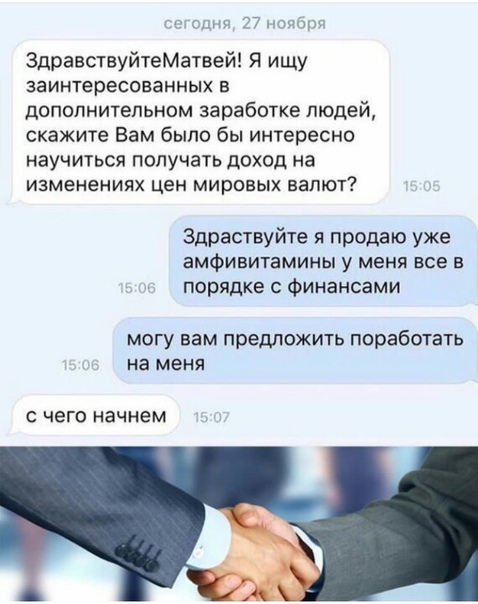 сегодня, 27 ноября
ЗдравствуйтеМатвей! Я ищу
заинтересованных в
дополнительном заработке людей,
скажите Вам было бы интересно
научиться получать доход на
изменениях цен мировых валют?
15:05
Здраствуйте я продаю уже
амфивитамины у меня все в
порядке с финансами
15:06
могу вам предложить поработать
на меня
15:06
с чего начнем
15:07